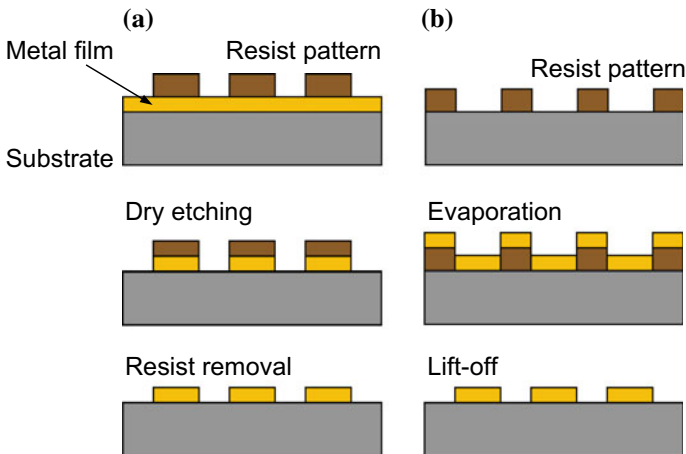 (a)
Metal film
Resist pattern
Substrate
Dry etching
Resist removal
(b)
Resist pattern
Evaporation
Lift-off